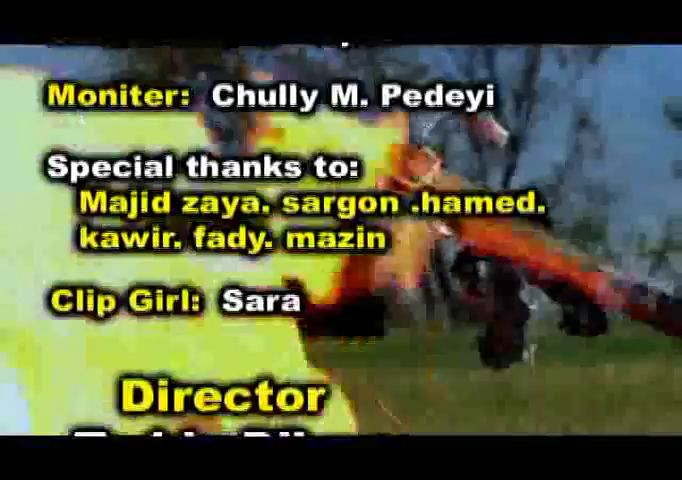 Moniter: Chully M. Pedeyi
Special thanks to:
Majid zaya. sargon .hamed.
kawir. fady. mazin
Clip Girl: Sara
Director